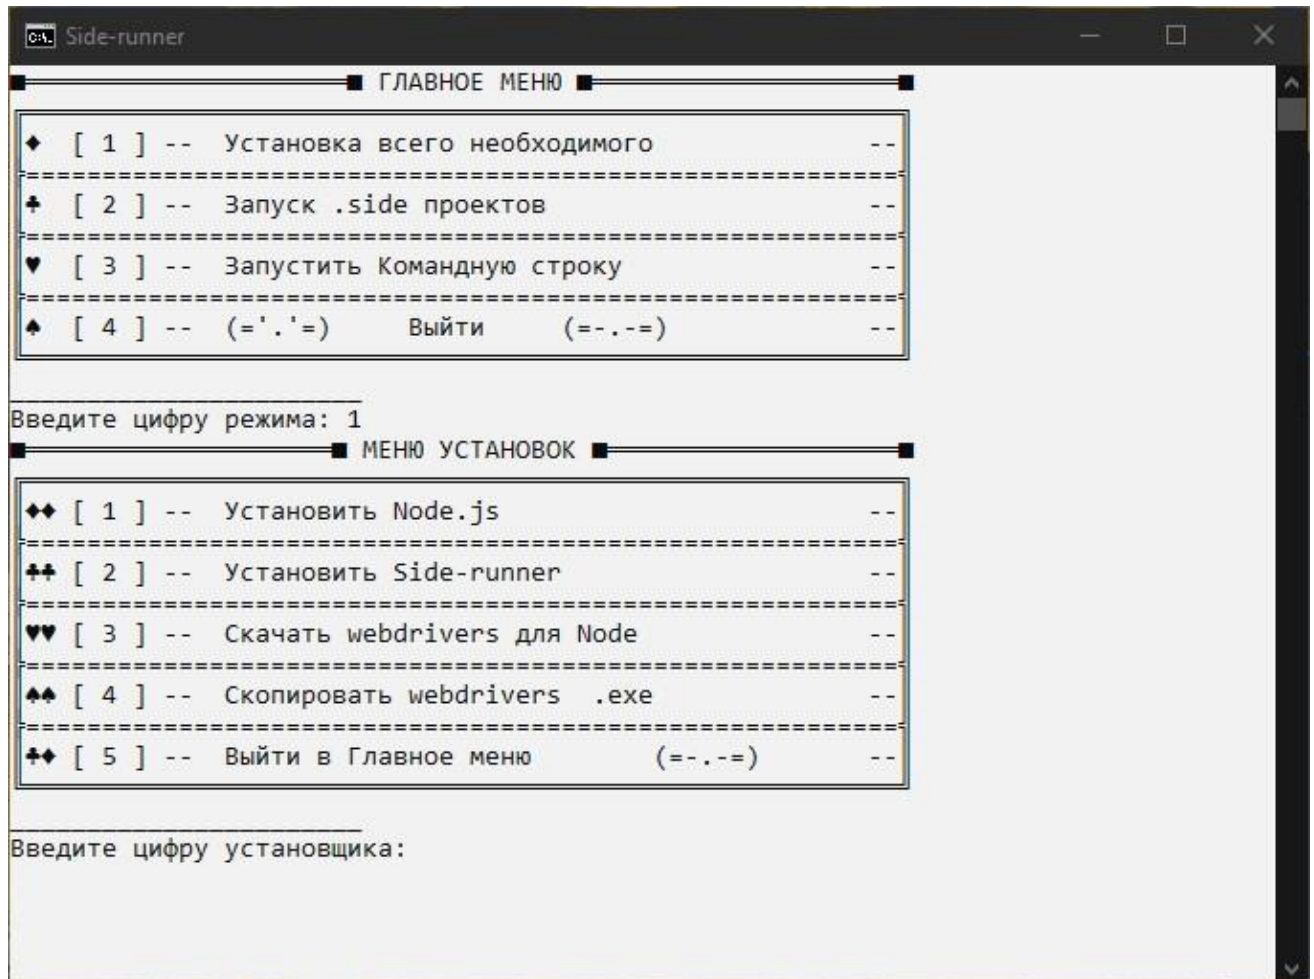 Side-runner
■════════════════════■ ГЛАВНОЕ МЕНЮ ■════════════════════■
♦  [ 1 ] --  Установка всего необходимого --
♣  [ 2 ] --  Запуск .side проектов --
♥  [ 3 ] --  Запустить Командную строку --
♠  [ 4 ] --  (='.'=)     Выйти     (=-.-=) --
_______________________
Введите цифру режима: 1
■═══════════════════■ МЕНЮ УСТАНОВОК ■═══════════════════■
♦♦ [ 1 ] --  Установить Node.js --
♣♣ [ 2 ] --  Установить Side-runner --
♥♥ [ 3 ] --  Скачать webdrivers для Node --
♠♠ [ 4 ] --  Скопировать webdrivers  .exe --
♣♦ [ 5 ] --  Выйти в Главное меню        (=-.-=) --
_______________________
Введите цифру установщика: